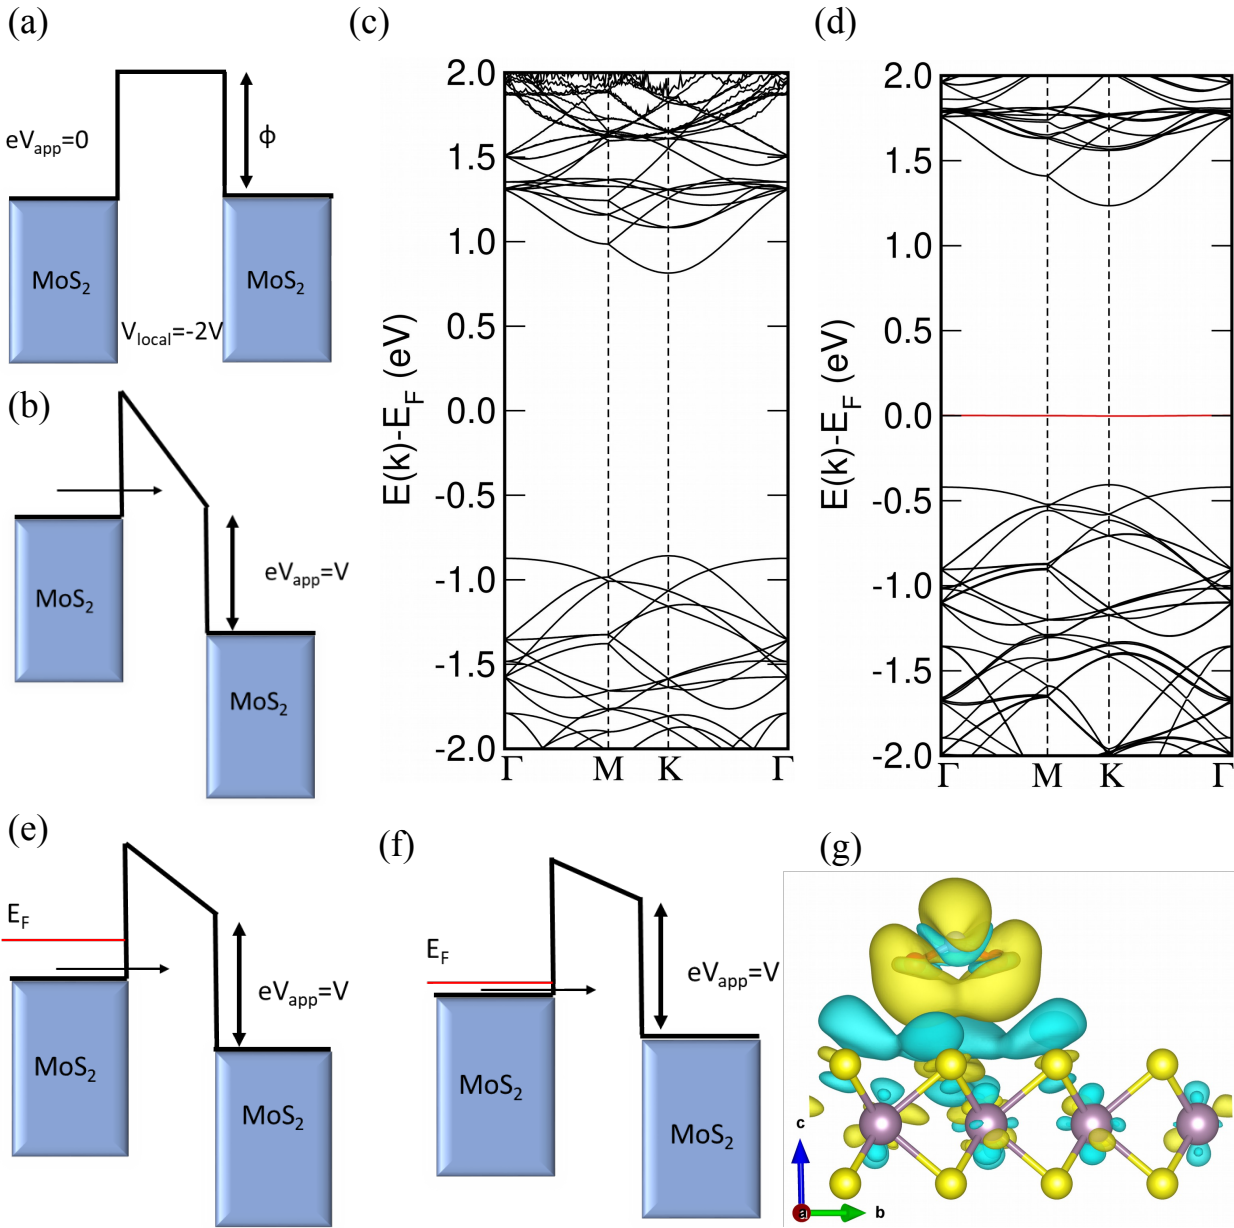 (a)
eVapp=0
ϕ
MoS2
MoS2
Vlocal=-2V
(b)
MoS2
eVapp=V
MoS2
(c)
E(k)-EF (eV)
2.0
1.5
1.0
0.5
0.0
-0.5
-1.0
-1.5
-2.0
Γ M K Γ
(d)
E(k)-EF (eV)
2.0
1.5
1.0
0.5
0.0
-0.5
-1.0
-1.5
-2.0
Γ M K Γ
(e)
EF
eVapp=V
MoS2
MoS2
(f)
EF
eVapp=V
MoS2
MoS2
(g)
c
a
b